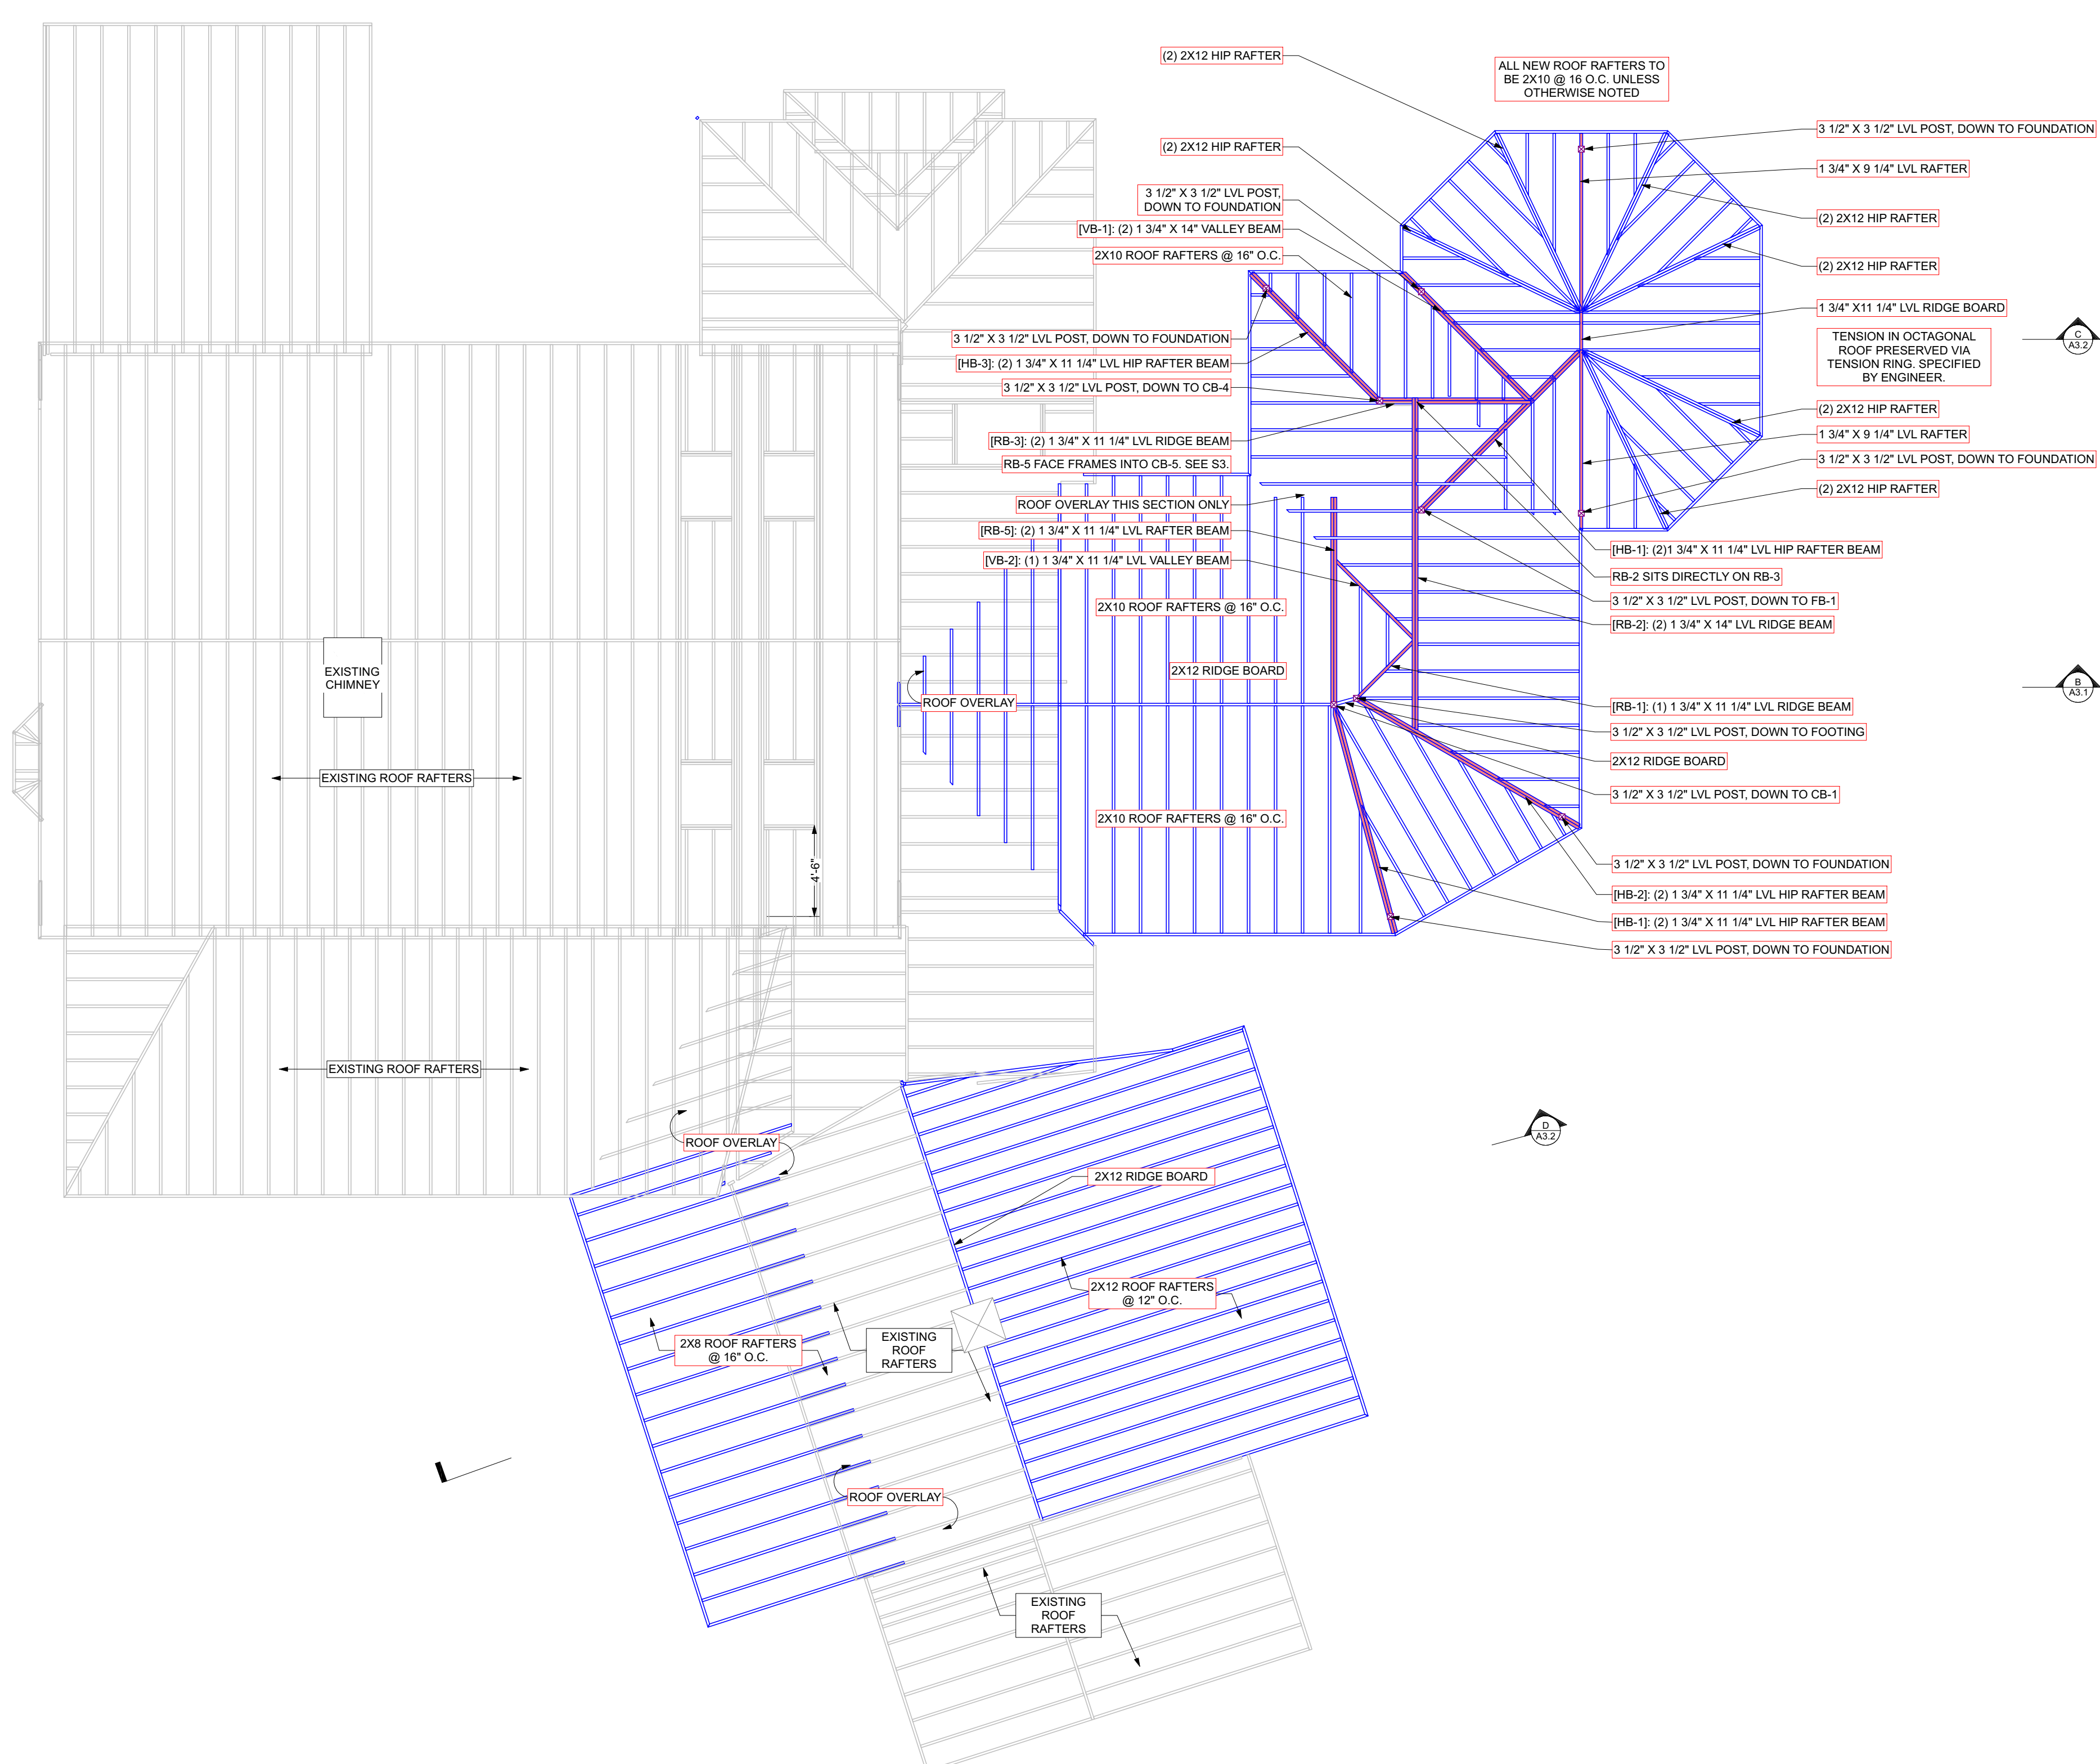 (2) 2X12 HIP RAFTER
ALL NEW ROOF RAFTERS TO
BE 2X10 @ 16 O.C. UNLESS
OTHERWISE NOTED
3 1/2" X 3 1/2" LVL POST, DOWN TO FOUNDATION
(2) 2X12 HIP RAFTER
1 3/4" X 9 1/4" LVL RAFTER
3 1/2" X 3 1/2" LVL POST,
DOWN TO FOUNDATION
(2) 2X12 HIP RAFTER
[VB-1]: (2) 1 3/4" X 14" VALLEY BEAM
2X10 ROOF RAFTERS @ 16" O.C.
(2) 2X12 HIP RAFTER
1 3/4" X11 1/4" LVL RIDGE BOARD
3 1/2" X 3 1/2" LVL POST, DOWN TO FOUNDATION
TENSION IN OCTAGONAL
ROOF PRESERVED VIA
TENSION RING. SPECIFIED
BY ENGINEER.
C
A3.2
[HB-3]: (2) 1 3/4" X 11 1/4" LVL HIP RAFTER BEAM
3 1/2" X 3 1/2" LVL POST, DOWN TO CB-4
(2) 2X12 HIP RAFTER
1 3/4" X 9 1/4" LVL RAFTER
[RB-3]: (2) 1 3/4" X 11 1/4" LVL RIDGE BEAM
3 1/2" X 3 1/2" LVL POST, DOWN TO FOUNDATION
RB-5 FACE FRAMES INTO CB-5. SEE S3.
(2) 2X12 HIP RAFTER
ROOF OVERLAY THIS SECTION ONLY
[RB-5]: (2) 1 3/4" X 11 1/4" LVL RAFTER BEAM
[HB-1]: (2)1 3/4" X 11 1/4" LVL HIP RAFTER BEAM
[VB-2]: (1) 1 3/4" X 11 1/4" LVL VALLEY BEAM
RB-2 SITS DIRECTLY ON RB-3
2X10 ROOF RAFTERS @ 16" O.C.
3 1/2" X 3 1/2" LVL POST, DOWN TO FB-1
[RB-2]: (2) 1 3/4" X 14" LVL RIDGE BEAM
EXISTING
CHIMNEY
2X12 RIDGE BOARD
B
A3.1
ROOF OVERLAY
[RB-1]: (1) 1 3/4" X 11 1/4" LVL RIDGE BEAM
3 1/2" X 3 1/2" LVL POST, DOWN TO FOOTING
2X12 RIDGE BOARD
EXISTING ROOF RAFTERS
3 1/2" X 3 1/2" LVL POST, DOWN TO CB-1
2X10 ROOF RAFTERS @ 16" O.C.
4'-6"
3 1/2" X 3 1/2" LVL POST, DOWN TO FOUNDATION
[HB-2]: (2) 1 3/4" X 11 1/4" LVL HIP RAFTER BEAM
[HB-1]: (2) 1 3/4" X 11 1/4" LVL HIP RAFTER BEAM
3 1/2" X 3 1/2" LVL POST, DOWN TO FOUNDATION
EXISTING ROOF RAFTERS
D
A3.2
ROOF OVERLAY
2X12 RIDGE BOARD
2X12 ROOF RAFTERS
@ 12" O.C.
2X8 ROOF RAFTERS
@ 16" O.C.
EXISTING
ROOF
RAFTERS
ROOF OVERLAY
EXISTING
ROOF
RAFTERS